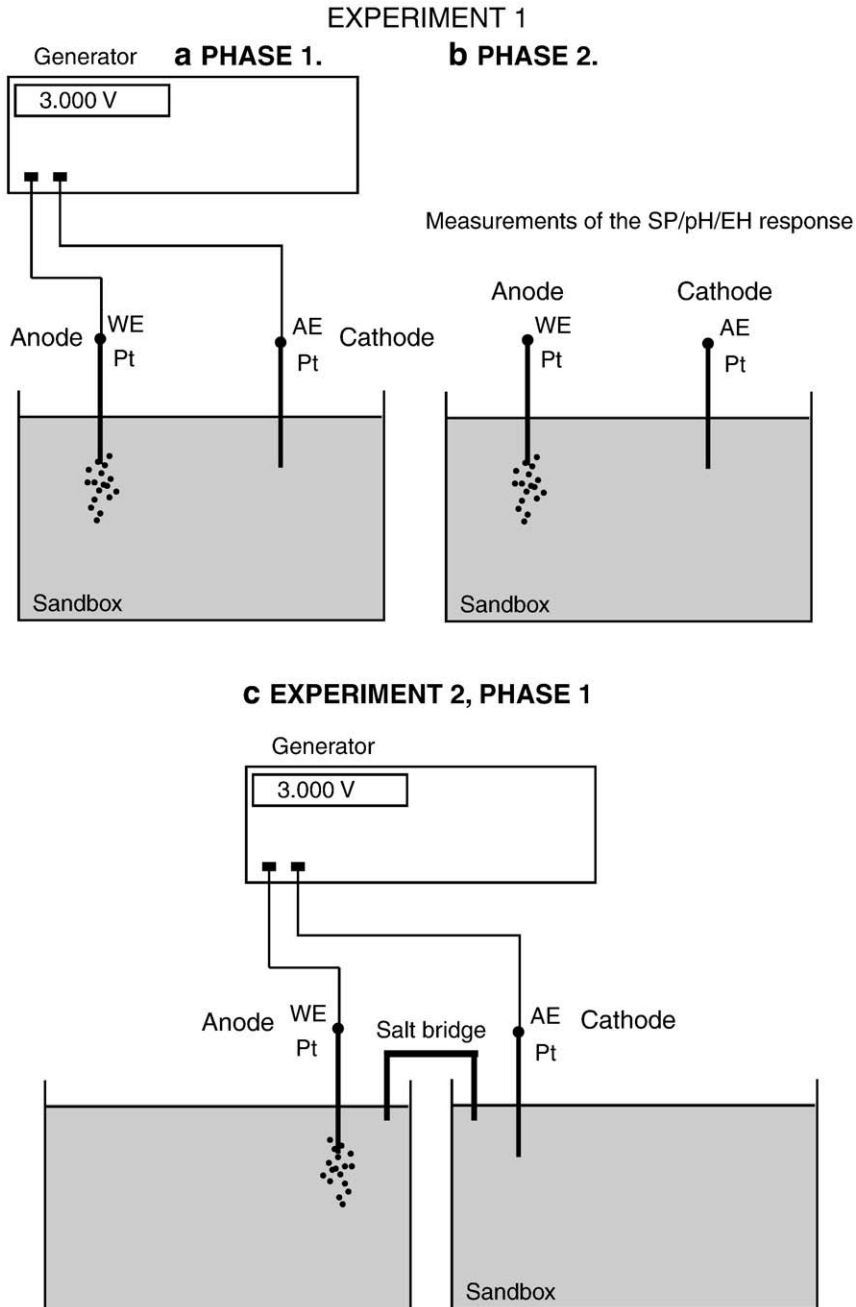 EXPERIMENT 1
a PHASE 1.
b PHASE 2.
Generator
3.000 V
Measurements of the SP/pH/EH response
Anode
WE
Pt
AE
Pt
Cathode
Anode
WE
Pt
Cathode
AE
Pt
Sandbox
Sandbox
c EXPERIMENT 2, PHASE 1
Generator
3.000 V
Anode
WE
Pt
Salt bridge
AE
Pt
Cathode
Sandbox